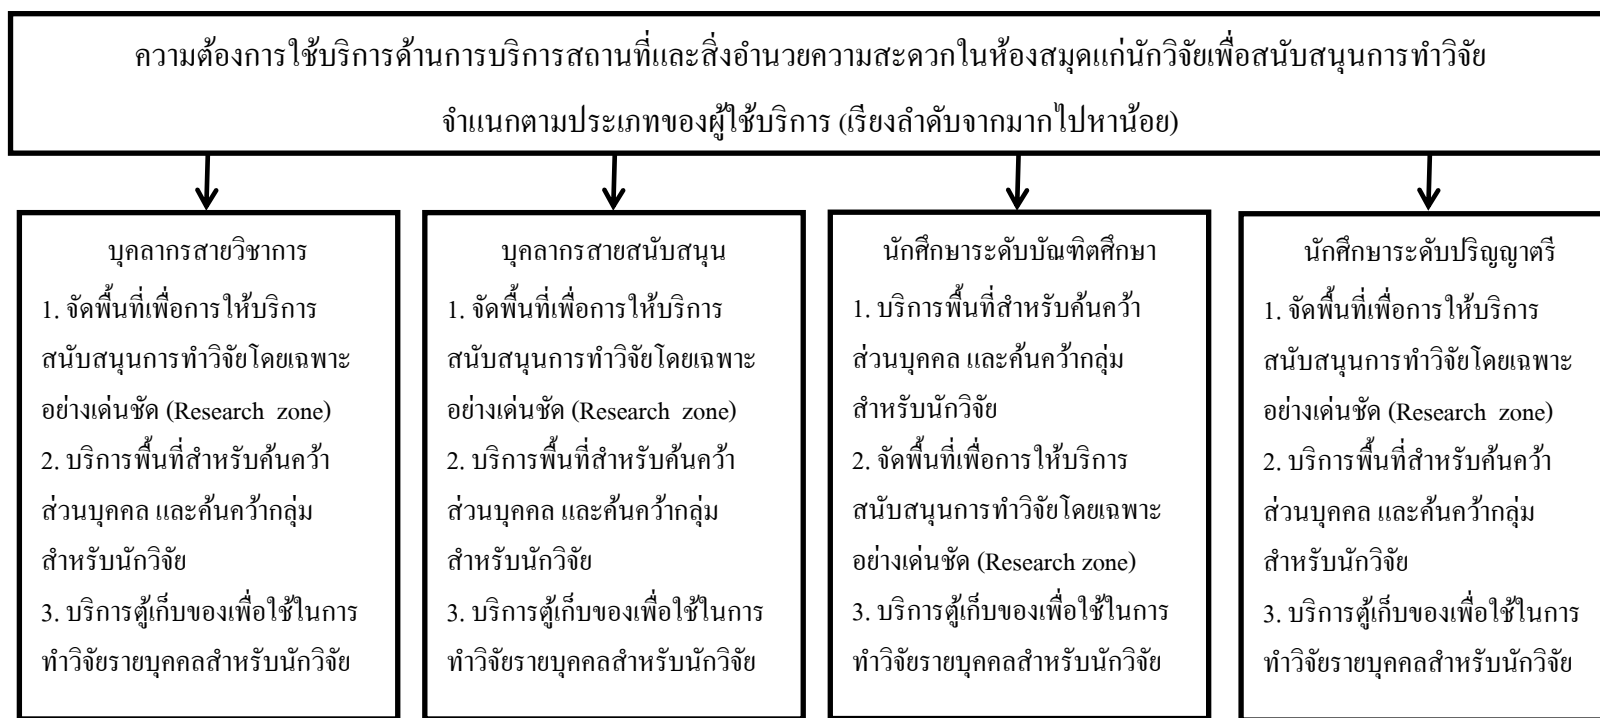 ความต้องการใช้บริการด้านการบริการสถานที่และสิ่งอำนวยความสะดวกในห้องสมุดแก่นักวิจัยเพื่อสนับสนุนการทำวิจัย
จำแนกตามประเภทของผู้ใช้บริการ (เรียงลำดับจากมากไปหาน้อย)
บุคลากรสายวิชาการ
1. จัดพื้นที่เพื่อการให้บริการ
สนับสนุนการทำวิจัยโดยเฉพาะ
อย่างเด่นชัด (Research zone)
2. บริการพื้นที่สำหรับค้นคว้า
ส่วนบุคคล และค้นคว้ากลุ่ม
สำหรับนักวิจัย
3. บริการตู้เก็บของเพื่อใช้ในการ
ทำวิจัยรายบุคคลสำหรับนักวิจัย
บุคลากรสายสนับสนุน
1. จัดพื้นที่เพื่อการให้บริการ
สนับสนุนการทำวิจัยโดยเฉพาะ
อย่างเด่นชัด (Research zone)
2. บริการพื้นที่สำหรับค้นคว้า
ส่วนบุคคล และค้นคว้ากลุ่ม
สำหรับนักวิจัย
3. บริการตู้เก็บของเพื่อใช้ในการ
ทำวิจัยรายบุคคลสำหรับนักวิจัย
นักศึกษาระดับบัณฑิตศึกษา
1. บริการพื้นที่สำหรับค้นคว้า
ส่วนบุคคล และค้นคว้ากลุ่ม
สำหรับนักวิจัย
2. จัดพื้นที่เพื่อการให้บริการ
สนับสนุนการทำวิจัยโดยเฉพาะ
อย่างเด่นชัด (Research zone)
3. บริการตู้เก็บของเพื่อใช้ในการ
ทำวิจัยรายบุคคลสำหรับนักวิจัย
นักศึกษาระดับปริญญาตรี
1. จัดพื้นที่เพื่อการให้บริการ
สนับสนุนการทำวิจัยโดยเฉพาะ
อย่างเด่นชัด (Research zone)
2. บริการพื้นที่สำหรับค้นคว้า
ส่วนบุคคล และค้นคว้ากลุ่ม
สำหรับนักวิจัย
3. บริการตู้เก็บของเพื่อใช้ในการ
ทำวิจัยรายบุคคลสำหรับนักวิจัย